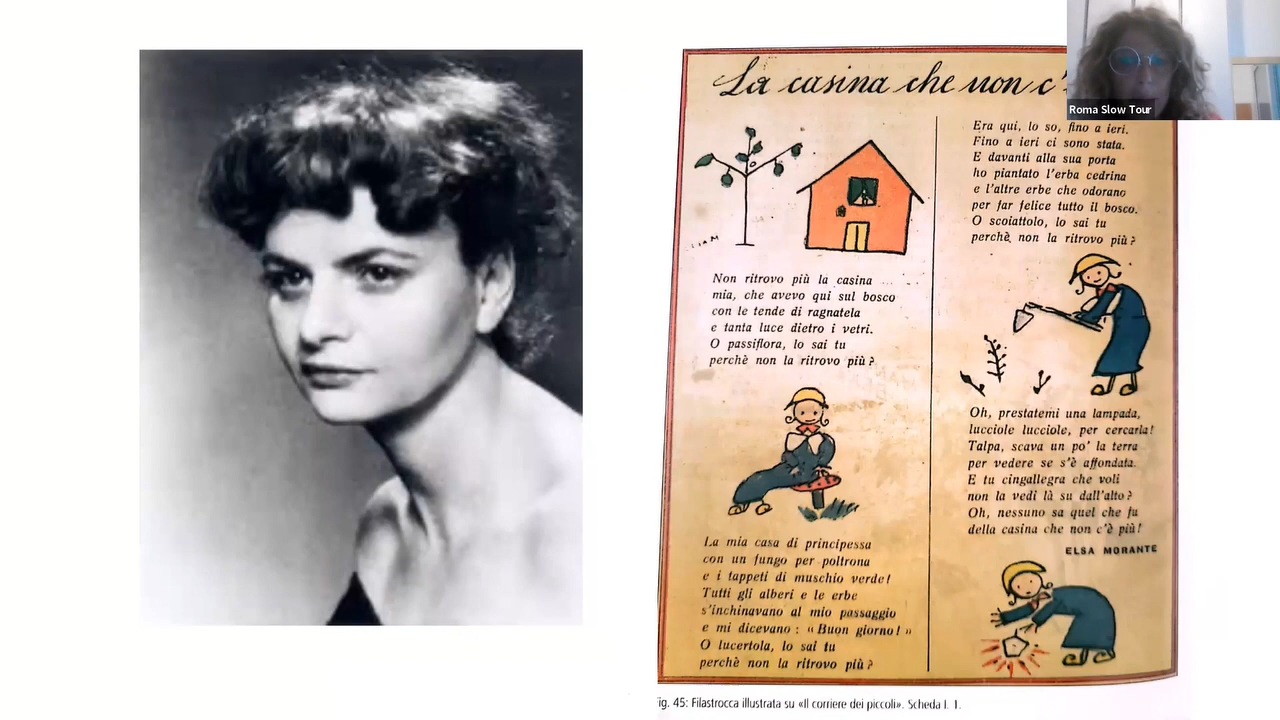 La casina che non c'
Non ritrovo più la casina
mia, che avevo qui sul bosco
con le tende di ragnatela
e tanta luce dietro i vetri.
O passiflora, lo sai tu
perchè non la ritrovo più?
La mia casa di principessa
con un fungo per poltrona
e i tappeti di muschio verde!
Tutti gli alberi e le erbe
s'inchinavano al mio passaggio
e mi dicevano: «Buon giorno!»
O lucertola, lo sai tu
perchè non la ritrovo più?
Era qui, lo so, fino a ieri.
Fino a ieri ci sono stata.
E davanti alla sua porta
ho piantato l'erba cedrina
e l'altre erbe che odorano
per far felice tutto il bosco.
O scoiattolo, lo sai tu
perchè non la ritrovo più?
Oh, prestatemi una lampada,
lucciole lucciole, per cercarla!
Talpa, scava un po' la terra
per vedere se s'è affondata.
E tu cingallegra che voli
non la vedi là su dall'alto?
Oh, nessuno sa quel che fu
della casina che non c'è più!
ELSA MORANTE
ig. 45: Filastrocca illustrata su «Il corriere dei piccoli». Scheda I. 1.
Roma Slow Tour